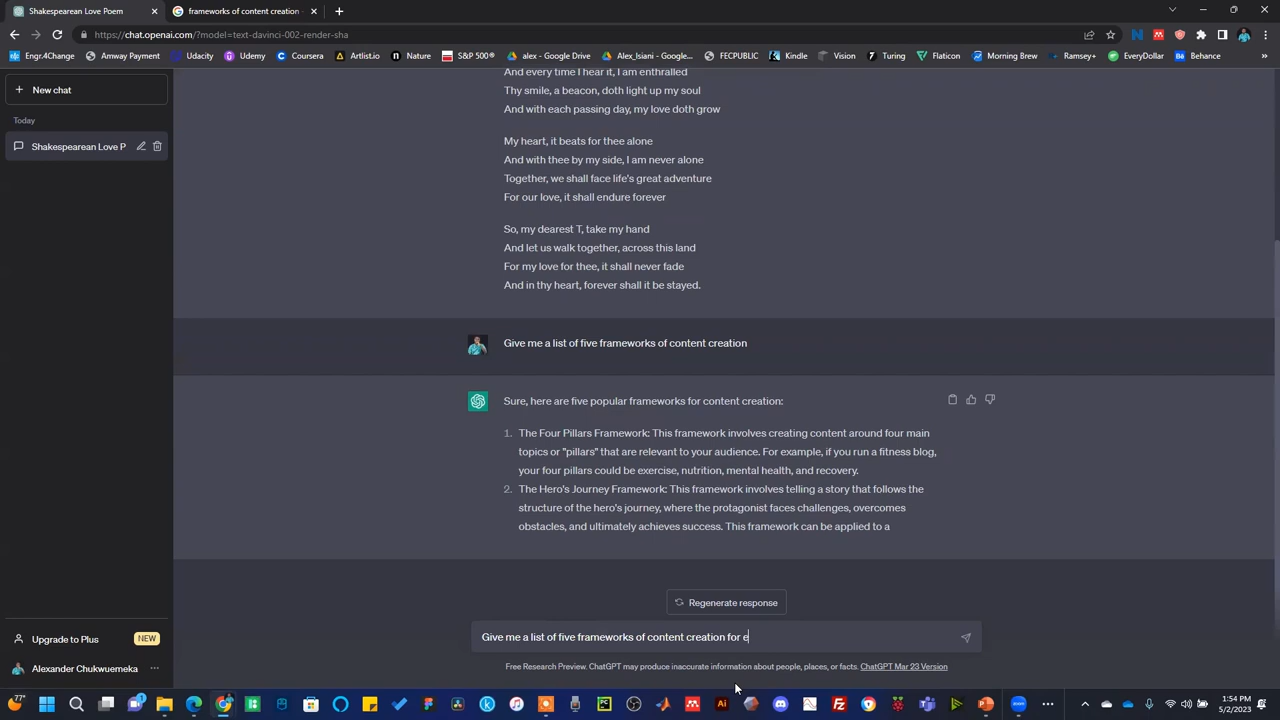 Shakespearean Love Poem
frameworks of content creation -
https://chat.openai.com/?model=text-davinci-002-render-sha
Engr.4Change Amway Payment Udacity Udemy Coursera Artlist.io Nature S&P 500® alex - Google Drive Alex_Isiani - Google... FECPUBLIC Kindle Vision Turing Flaticon Morning Brew Ramsey+ EveryDollar Behance
New chat
Today
Shakespearean Love P
And every time I hear it, I am enthralled
Thy smile, a beacon, doth light up my soul
And with each passing day, my love doth grow
My heart, it beats for thee alone
And with thee by my side, I am never alone
Together, we shall face life's great adventure
For our love, it shall endure forever
So, my dearest T, take my hand
And let us walk together, across this land
For my love for thee, it shall never fade
And in thy heart, forever shall it be stayed.
Give me a list of five frameworks of content creation
Sure, here are five popular frameworks for content creation:
1. The Four Pillars Framework: This framework involves creating content around four main
topics or "pillars" that are relevant to your audience. For example, if you run a fitness blog,
your four pillars could be exercise, nutrition, mental health, and recovery.
2. The Hero's Journey Framework: This framework involves telling a story that follows the
structure of the hero's journey, where the protagonist faces challenges, overcomes
obstacles, and ultimately achieves success. This framework can be applied to a
Regenerate response
Give me a list of five frameworks of content creation for e
Free Research Preview. ChatGPT may produce inaccurate information about people, places, or facts. ChatGPT Mar 23 Version
Upgrade to Plus NEW
Alexander Chukwuemeka
77°
1:54 PM
5/2/2023